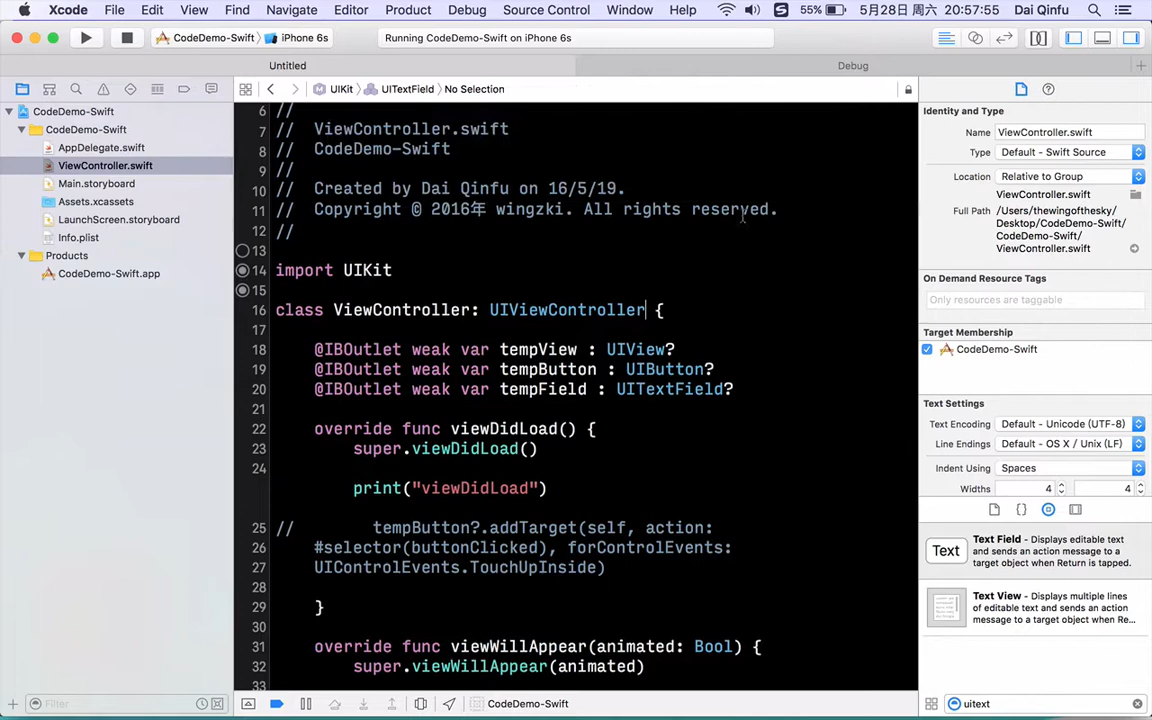 Xcode File Edit View Find Navigate Editor Product Debug Source Control Window Help 55% 5月28日 周六 20:57:55 Dai Qinfu
CodeDemo-Swift iPhone 6s Running CodeDemo-Swift on iPhone 6s
Untitled Debug
UIKit UITextField No Selection
CodeDemo-Swift
CodeDemo-Swift
AppDelegate.swift
ViewController.swift
Main.storyboard
Assets.xcassets
LaunchScreen.storyboard
Info.plist
Products
CodeDemo-Swift.app
Filter
6 //
7 // ViewController.swift
8 // CodeDemo-Swift
9 //
10 // Created by Dai Qinfu on 16/5/19.
11 // Copyright © 2016年 wingzki. All rights reserved.
12 //
13
14 import UIKit
15
16 class ViewController: UIViewController {
17
18 @IBOutlet weak var tempView : UIView?
19 @IBOutlet weak var tempButton : UIButton?
20 @IBOutlet weak var tempField : UITextField?
21
22 override func viewDidLoad() {
23 super.viewDidLoad()
24
print("viewDidLoad")
25 // tempButton?.addTarget(self, action:
26 #selector(buttonClicked), forControlEvents:
27 UIControlEvents.TouchUpInside)
28
29 }
30
31 override func viewWillAppear(animated: Bool) {
32 super.viewWillAppear(animated)
33
CodeDemo-Swift
Identity and Type
Name ViewController.swift
Type Default - Swift Source
Location Relative to Group
ViewController.swift
Full Path /Users/thewingofthesky/
Desktop/CodeDemo-Swift/
CodeDemo-Swift/
ViewController.swift
On Demand Resource Tags
Only resources are taggable
Target Membership
CodeDemo-Swift
Text Settings
Text Encoding Default - Unicode (UTF-8)
Line Endings Default - OS X / Unix (LF)
Indent Using Spaces
Widths 4 4
Text
Text Field - Displays editable text
and sends an action message to a
target object when Return is tapped.
Text View - Displays multiple lines
of editable text and sends an action
message to a target object when Re...
uitext